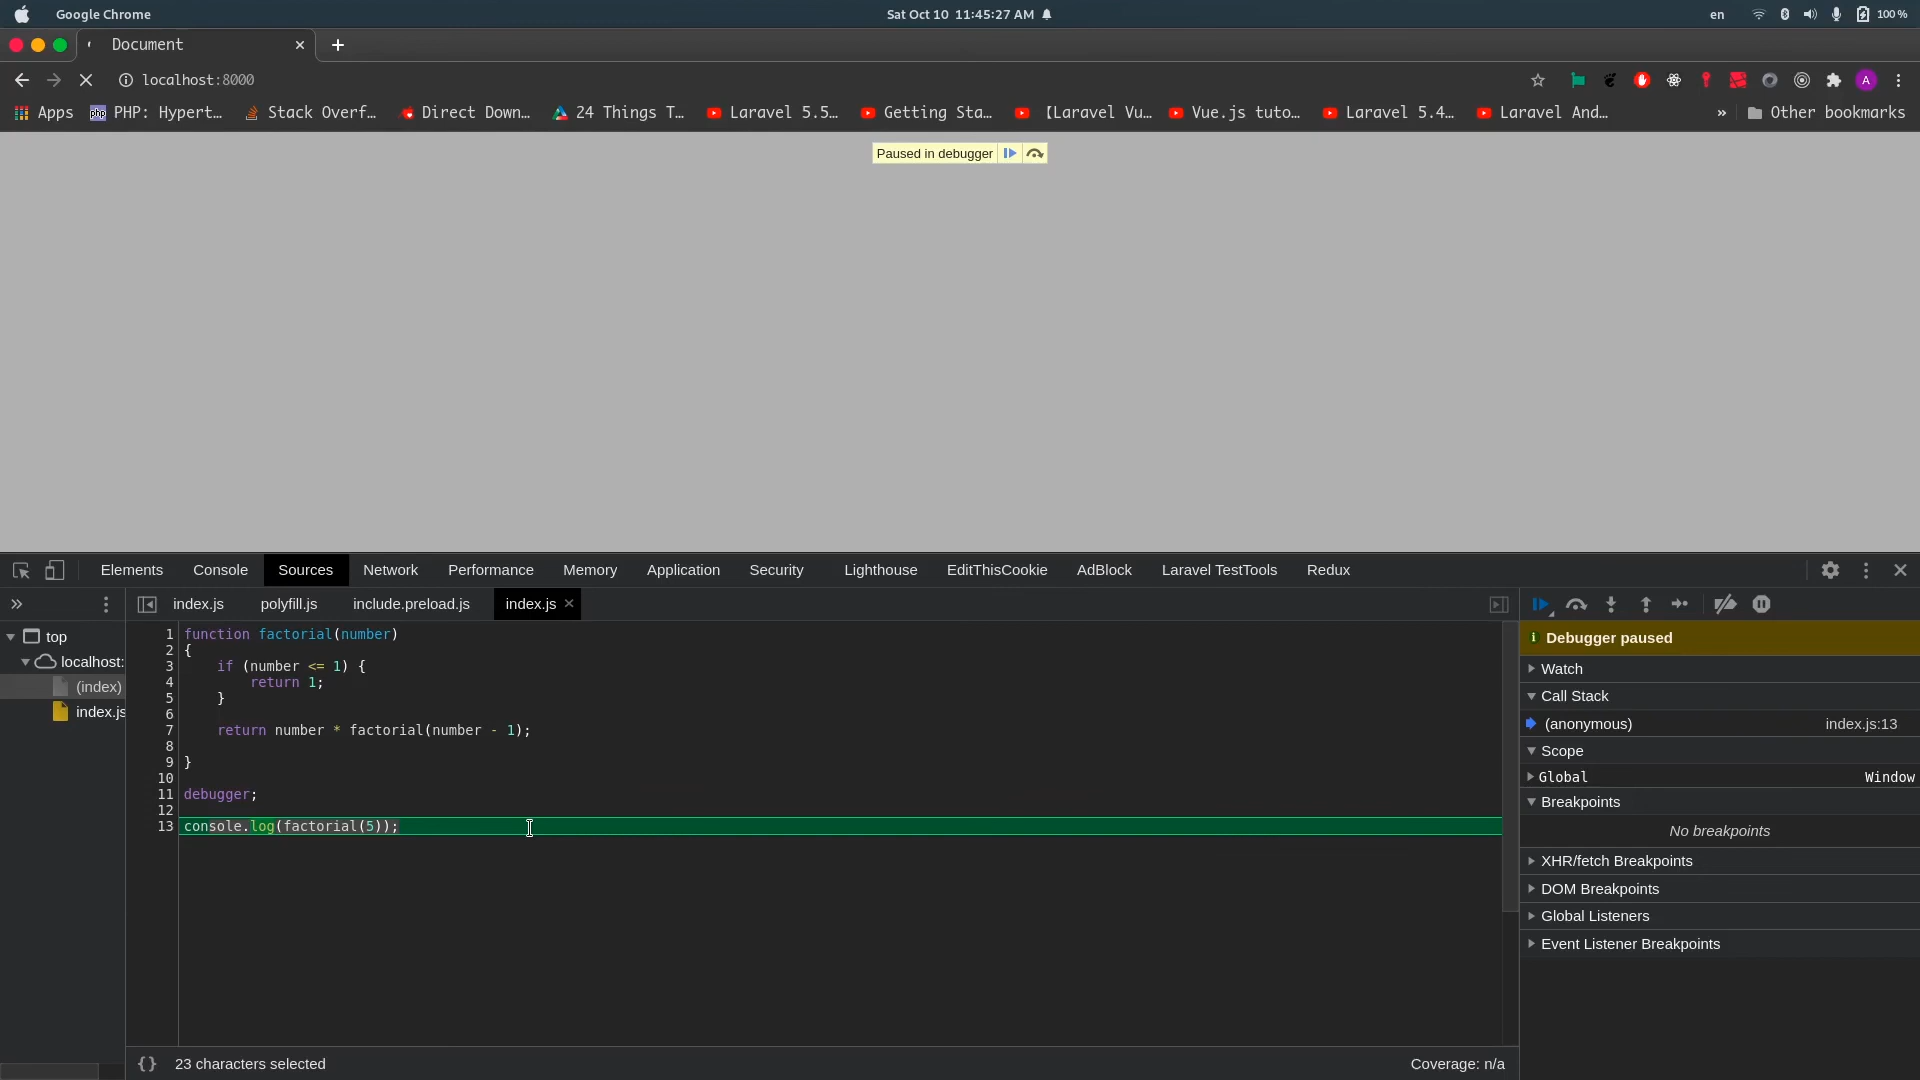 Google Chrome Sat Oct 10 11:45:27 AM en 100 %
Document
localhost:8000 A
Apps PHP: Hypert… Stack Overf… Direct Down… 24 Things T… Laravel 5.5… Getting Sta… 【Laravel Vu… Vue.js tuto… Laravel 5.4… Laravel And… » Other bookmarks
Paused in debugger
Elements Console Sources Network Performance Memory Application Security Lighthouse EditThisCookie AdBlock Laravel TestTools Redux
index.js polyfill.js include.preload.js index.js
top
localhost:
(index)
index.js
1 function factorial(number)
2 {
3 if (number <= 1) {
4 return 1;
5 }
6
7 return number * factorial(number - 1);
8
9 }
10
11 debugger;
12
13 console.log(factorial(5));
Debugger paused
Watch
Call Stack
(anonymous) index.js:13
Scope
Global Window
Breakpoints
No breakpoints
XHR/fetch Breakpoints
DOM Breakpoints
Global Listeners
Event Listener Breakpoints
{} 23 characters selected Coverage: n/a